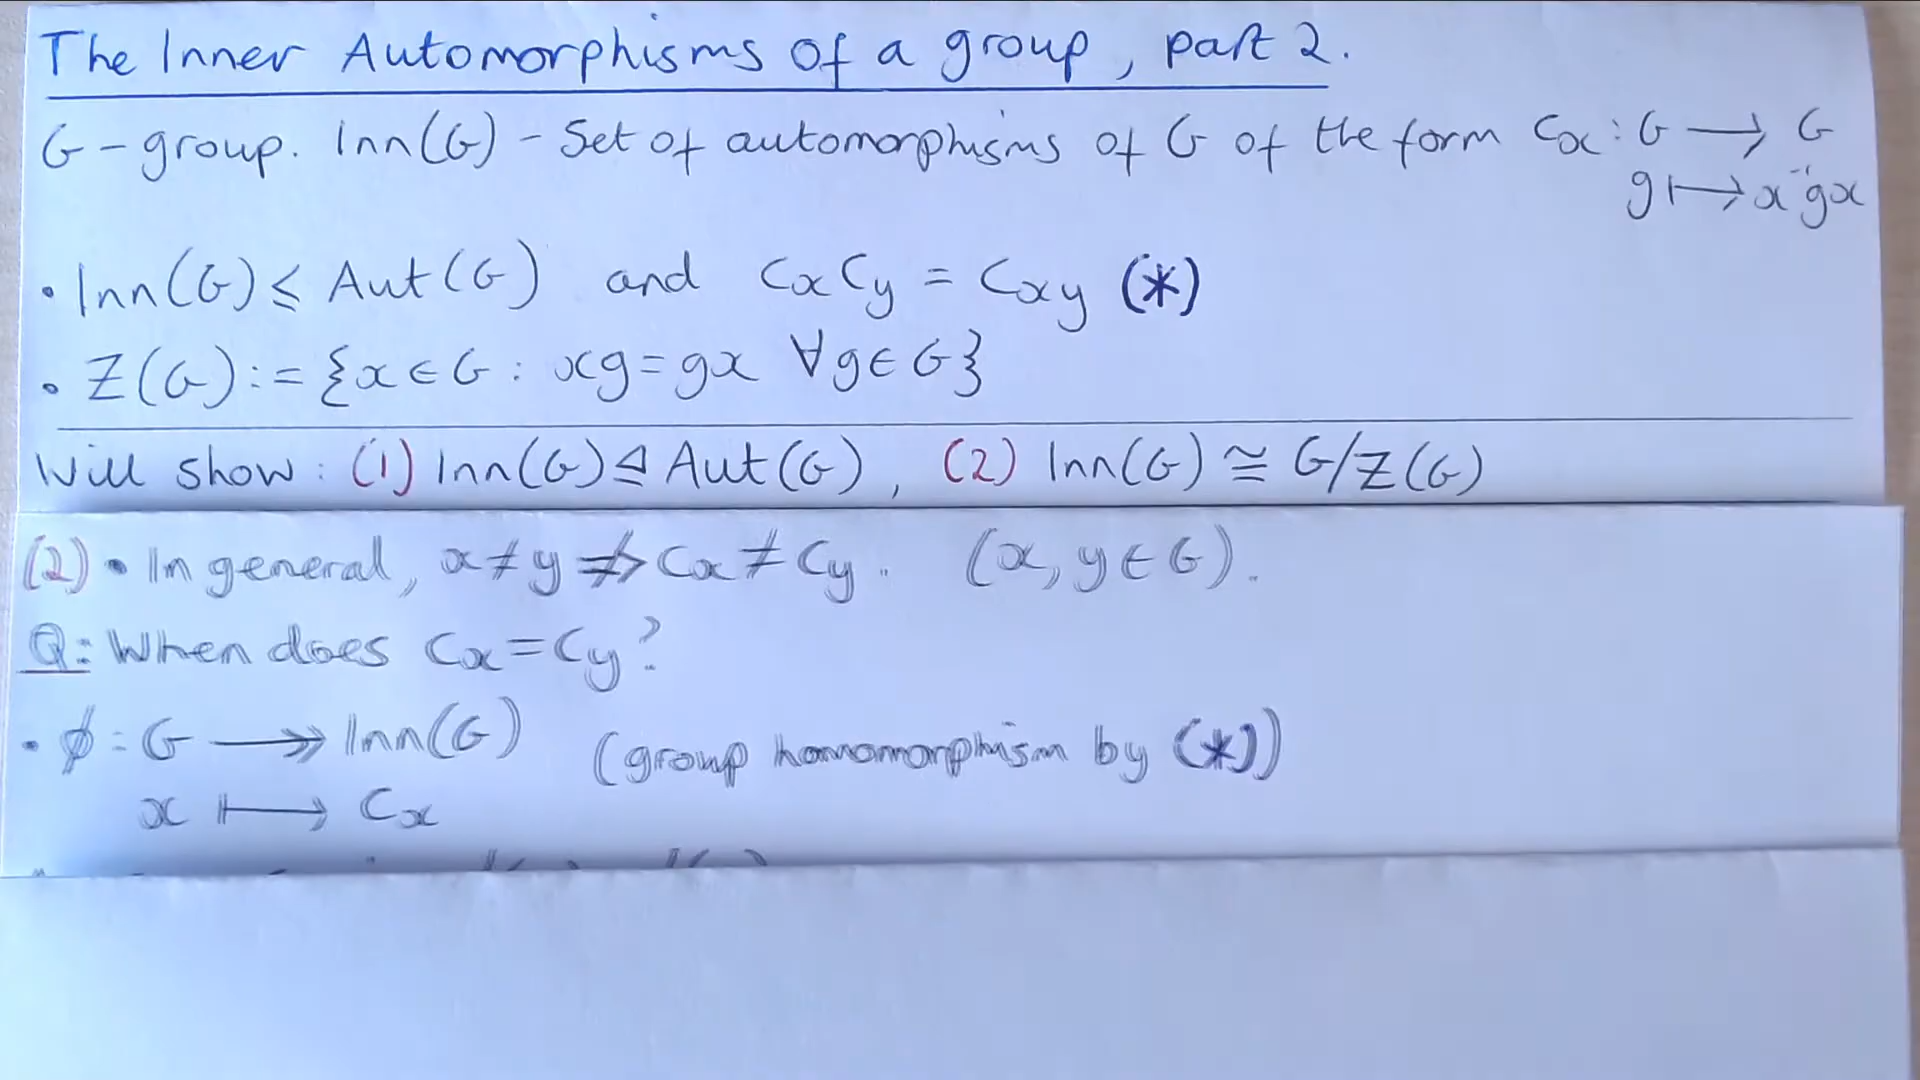 The Inner Automorphisms of a group, part 2.
G - group. Inn(G) - Set of automorphisms of G of the form Cx : G ⟶ G
g ⟼ x⁻¹gx
• Inn(G) ≤ Aut(G) and CxCy = Cxy (*)
• Z(G) := {x ∈ G : xg = gx ∀g ∈ G}
Will show : (1) Inn(G) ⊴ Aut(G), (2) Inn(G) ≅ G/Z(G)
(2) • In general, x ≠ y ⇏ Cx ≠ Cy. (x, y ∈ G).
Q: When does Cx = Cy?
• ϕ : G ↠ Inn(G) (group homomorphism by (*))
x ⟼ Cx